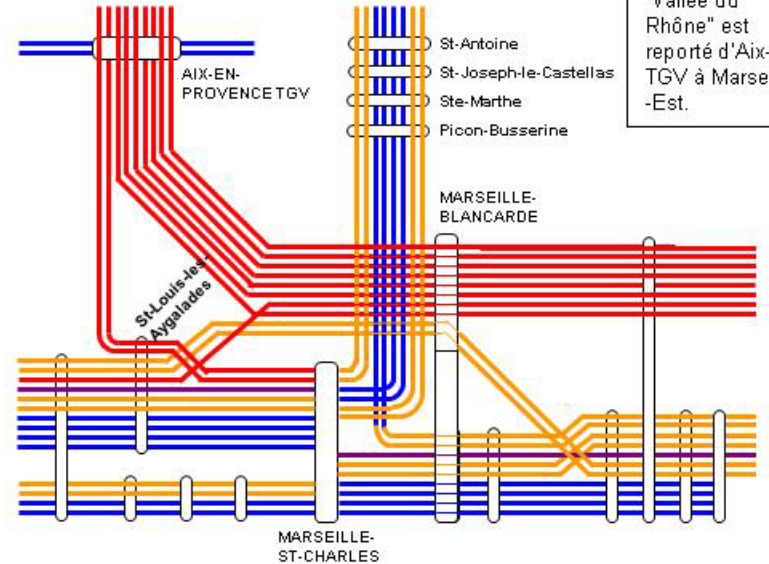 "Vallée du
Rhône" est
reporté d'Aix-
TGV à Marse
-Est.
St-Antoine
St-Joseph-le-Castellas
Ste-Marthe
Picon-Busserine
AIX-EN-
PROVENCE TGV
MARSEILLE-
BLANCARDE
St-Louis-les-
Aygalades
MARSEILLE-
ST-CHARLES